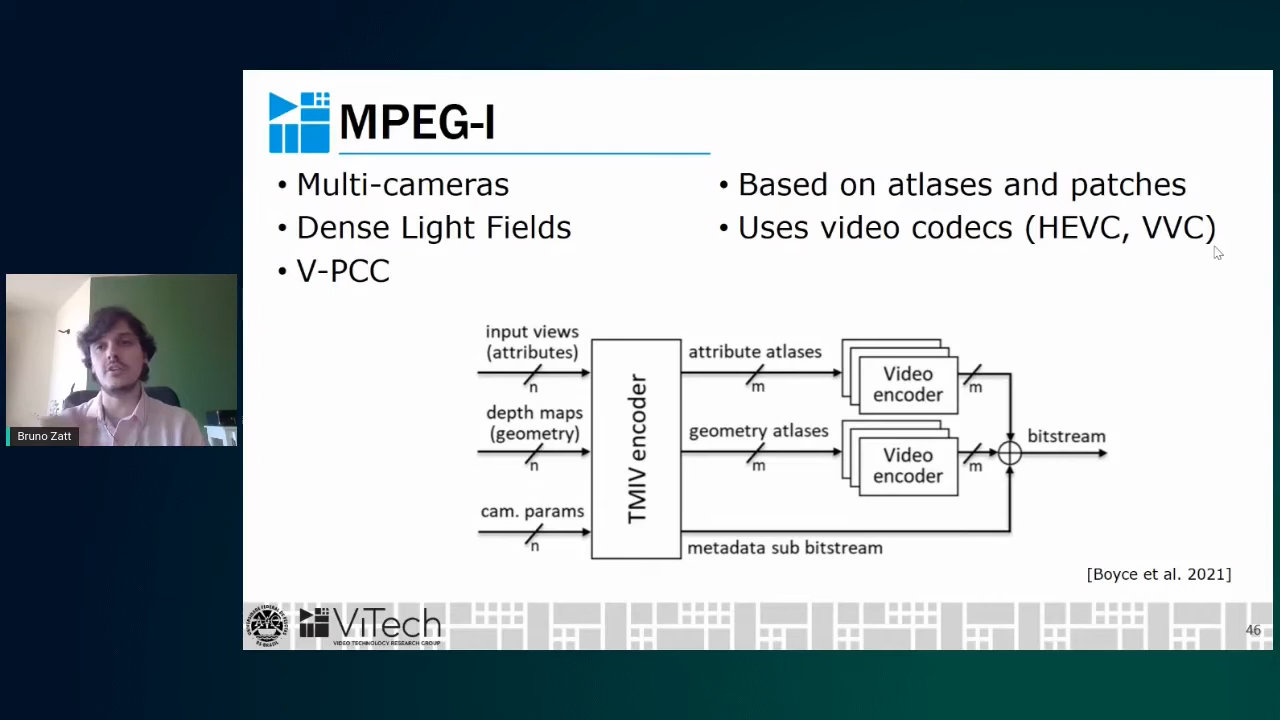 MPEG-I
• Multi-cameras
• Dense Light Fields
• V-PCC
• Based on atlases and patches
• Uses video codecs (HEVC, VVC)
input views
(attributes)
n
depth maps
(geometry)
n
cam. params
n
TMIV encoder
attribute atlases
m
geometry atlases
m
metadata sub bitstream
Video
encoder
m
Video
encoder
m
bitstream
[Boyce et al. 2021]
Bruno Zatt
ViTech
VIDEO TECHNOLOGY RESEARCH GROUP
46